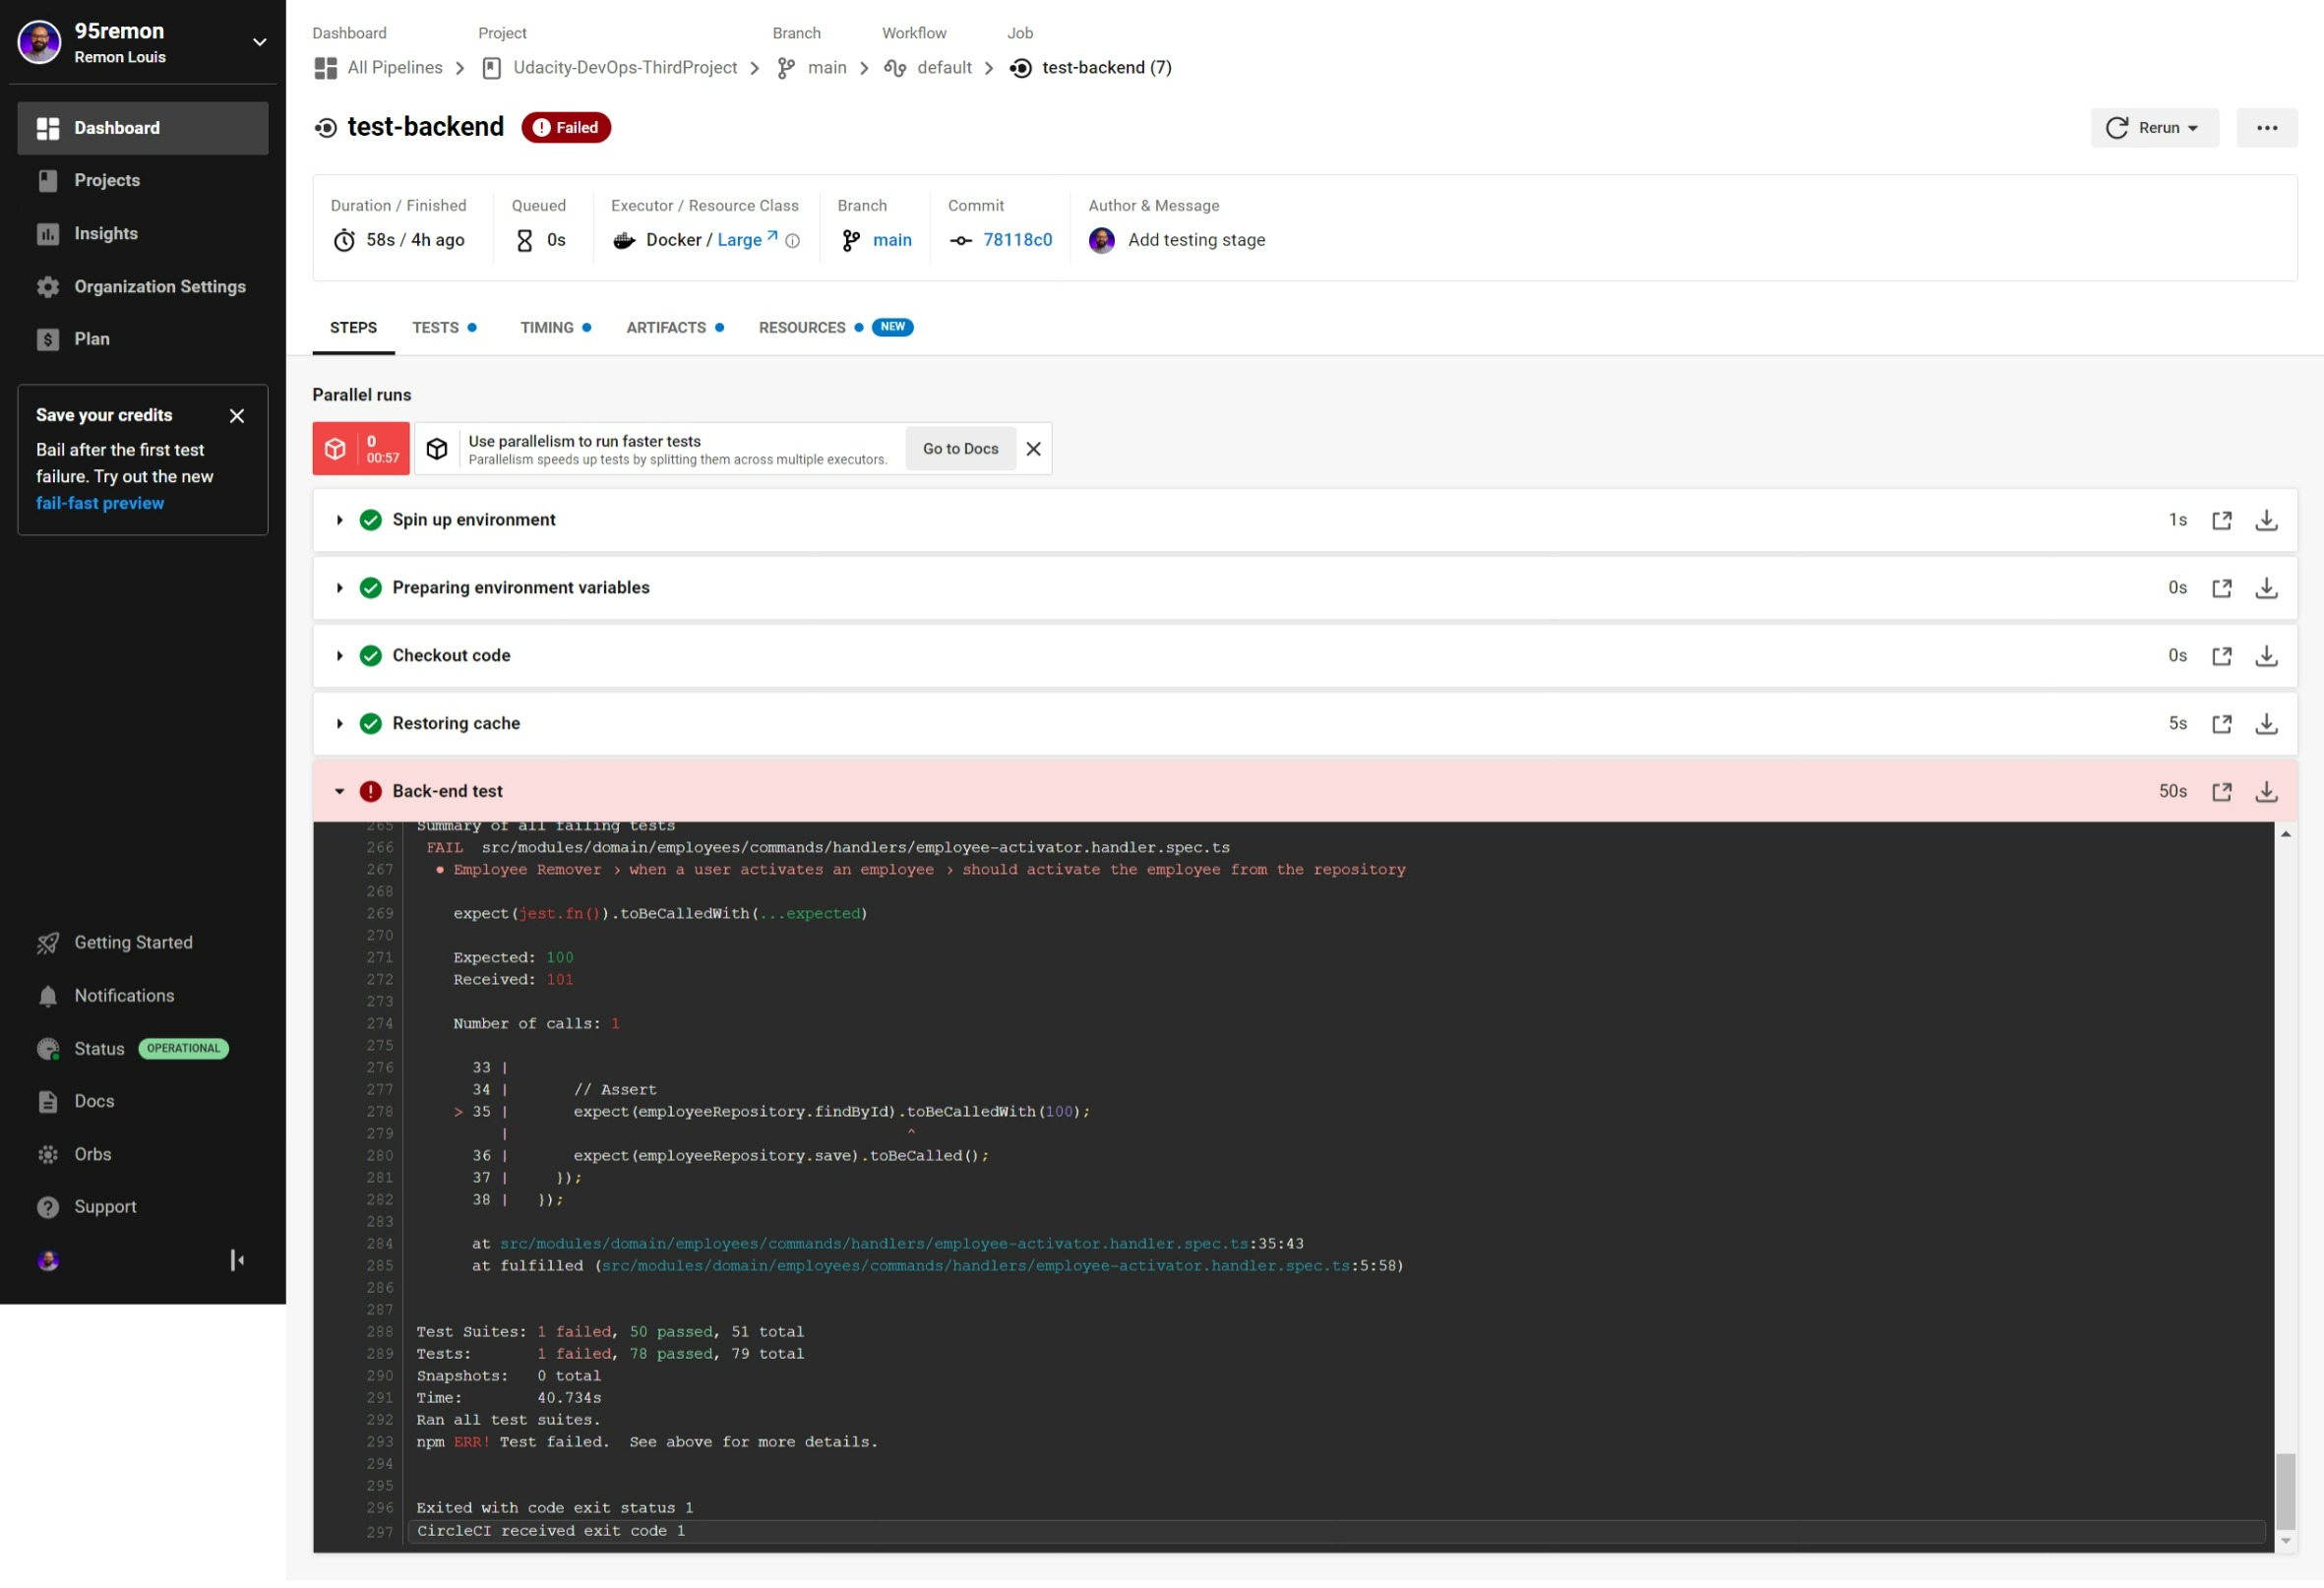 95remon
Remon Louis
Dashboard
Projects
Insights
Organization Settings
Plan
Save your credits
Bail after the first test
failure. Try out the new
fail-fast preview
Getting Started
Notifications
Status OPERATIONAL
Docs
Orbs
Support
Dashboard Project Branch Workflow Job
All Pipelines Udacity-DevOps-ThirdProject main default test-backend (7)
test-backend Failed
Rerun
Duration / Finished Queued Executor / Resource Class Branch Commit Author & Message
58s / 4h ago 0s Docker / Large main 78118c0 Add testing stage
STEPS TESTS TIMING ARTIFACTS RESOURCES NEW
Parallel runs
0
00:57
Use parallelism to run faster tests
Parallelism speeds up tests by splitting them across multiple executors.
Go to Docs
Spin up environment 1s
Preparing environment variables 0s
Checkout code 0s
Restoring cache 5s
Back-end test 50s
265 Summary of all failing tests
266 FAIL src/modules/domain/employees/commands/handlers/employee-activator.handler.spec.ts
267 ● Employee Remover › when a user activates an employee › should activate the employee from the repository
268
269 expect(jest.fn()).toBeCalledWith(...expected)
270
271 Expected: 100
272 Received: 101
273
274 Number of calls: 1
275
276 33 |
277 34 | // Assert
278 > 35 | expect(employeeRepository.findById).toBeCalledWith(100);
279 | ^
280 36 | expect(employeeRepository.save).toBeCalled();
281 37 | });
282 38 | });
283
284 at src/modules/domain/employees/commands/handlers/employee-activator.handler.spec.ts:35:43
285 at fulfilled (src/modules/domain/employees/commands/handlers/employee-activator.handler.spec.ts:5:58)
286
287
288 Test Suites: 1 failed, 50 passed, 51 total
289 Tests: 1 failed, 78 passed, 79 total
290 Snapshots: 0 total
291 Time: 40.734s
292 Ran all test suites.
293 npm ERR! Test failed. See above for more details.
294
295
296 Exited with code exit status 1
297 CircleCI received exit code 1